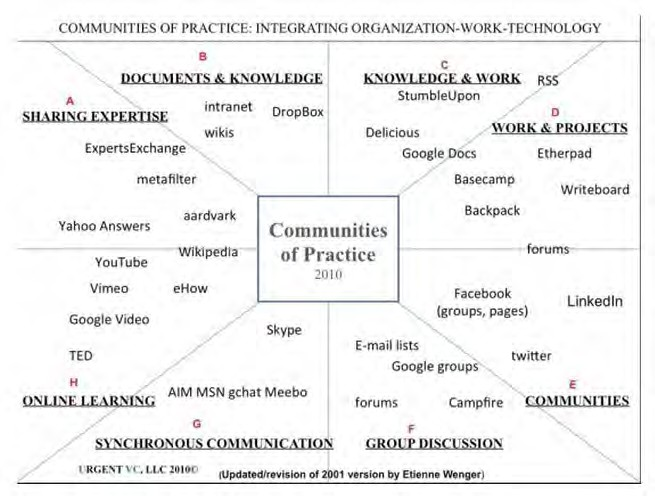 COMMUNITIES OF PRACTICE: INTEGRATING ORGANIZATION-WORK-TECHNOLOGY
B
DOCUMENTS & KNOWLEDGE
intranet
DropBox
wikis
C
KNOWLEDGE & WORK
RSS
StumbleUpon
Delicious
Google Docs
A
SHARING EXPERTISE
ExpertsExchange
metafilter
aardvark
Yahoo Answers
Wikipedia
D
WORK & PROJECTS
Etherpad
Basecamp
Writeboard
Backpack
forums
Communities
of Practice
2010
YouTube
Vimeo
eHow
Google Video
TED
H
ONLINE LEARNING
Facebook
(groups, pages)
LinkedIn
twitter
E
COMMUNITIES
Skype
AIM MSN gchat Meebo
G
SYNCHRONOUS COMMUNICATION
E-mail lists
Google groups
forums
Campfire
F
GROUP DISCUSSION
URGENT VC, LLC 2010©
(Updated/revision of 2001 version by Etienne Wenger)